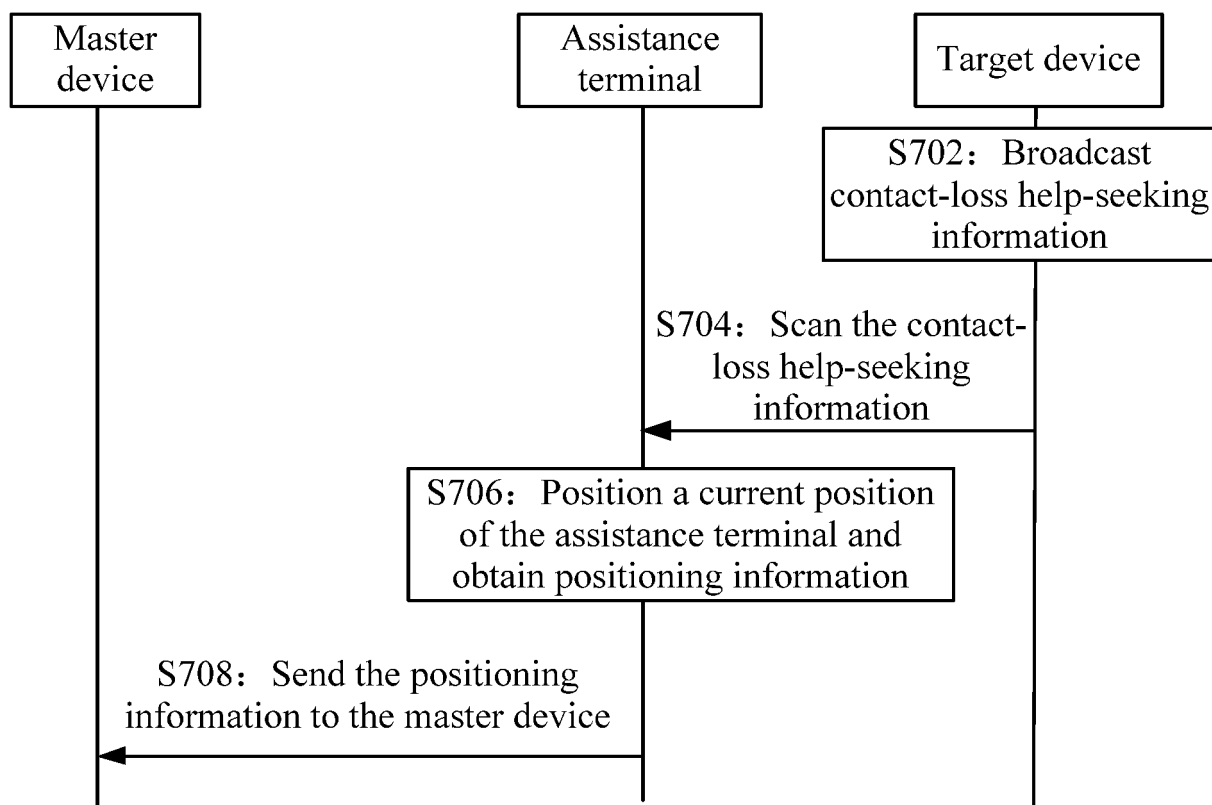 Master
device
Assistance
terminal
Target device
S702：Broadcast
contact-loss help-seeking
information
S704：Scan the contact-
loss help-seeking
information
S706：Position a current position
of the assistance terminal and
obtain positioning information
S708：Send the positioning
information to the master device